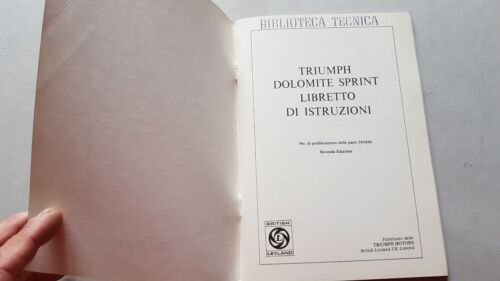 BIBLIOTECA TECNICA
TRIUMPH
DOLOMITE SPRINT
LIBRETTO
DI ISTRUZIONI
No. di pubblicazione delle parti 545606
Seconda Edizione
BRITISH
L
LEYLAND
Pubblicato dalla
TRIUMPH MOTORS
British Leyland UK Limited